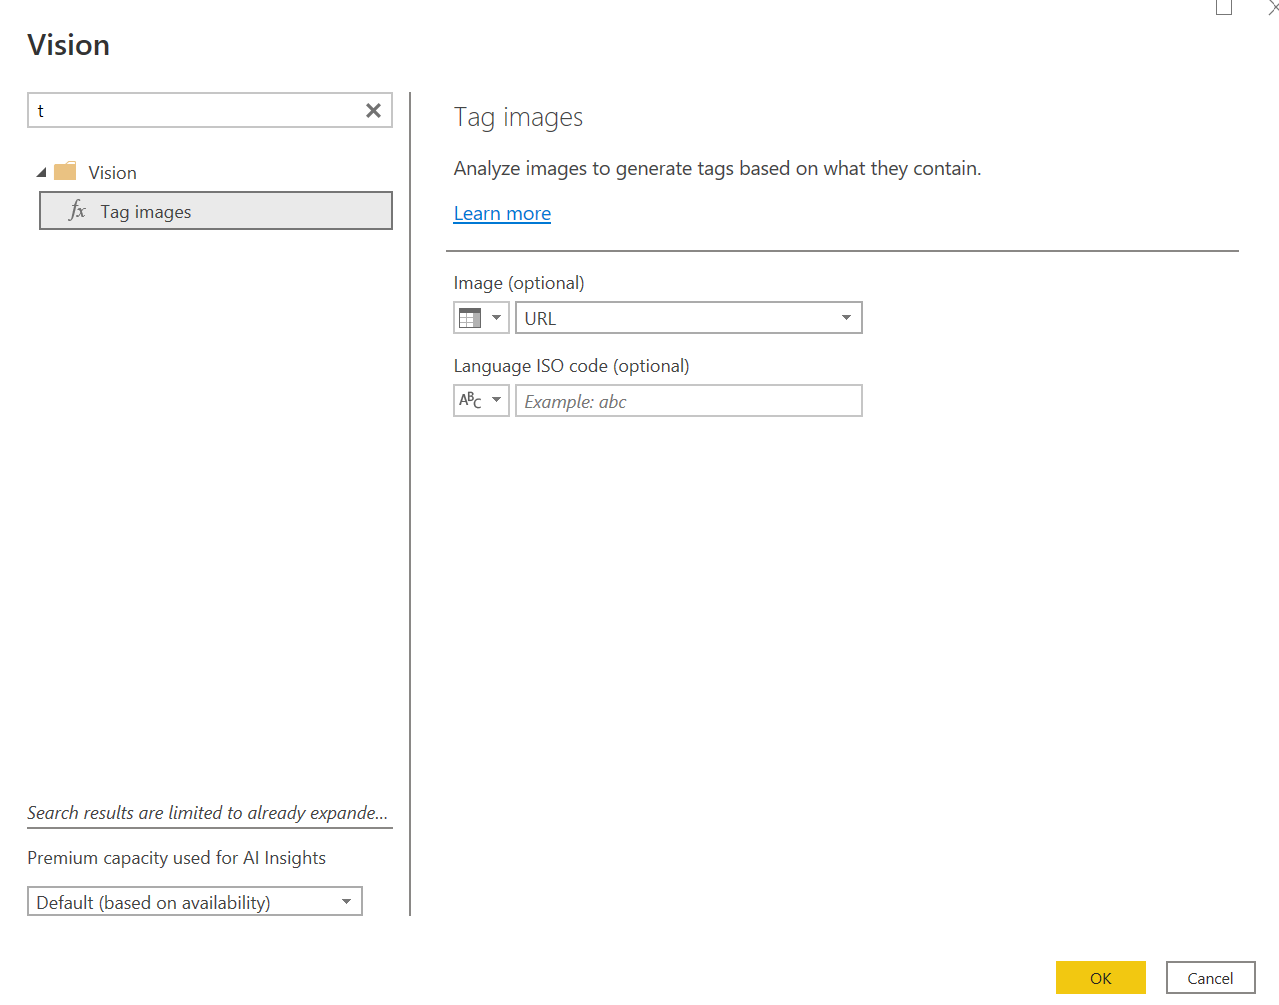 Vision
t
Vision
fx Tag images
Search results are limited to already expande...
Premium capacity used for AI Insights
Default (based on availability)
Tag images
Analyze images to generate tags based on what they contain.
Learn more
Image (optional)
URL
Language ISO code (optional)
ABC Example: abc
OK
Cancel